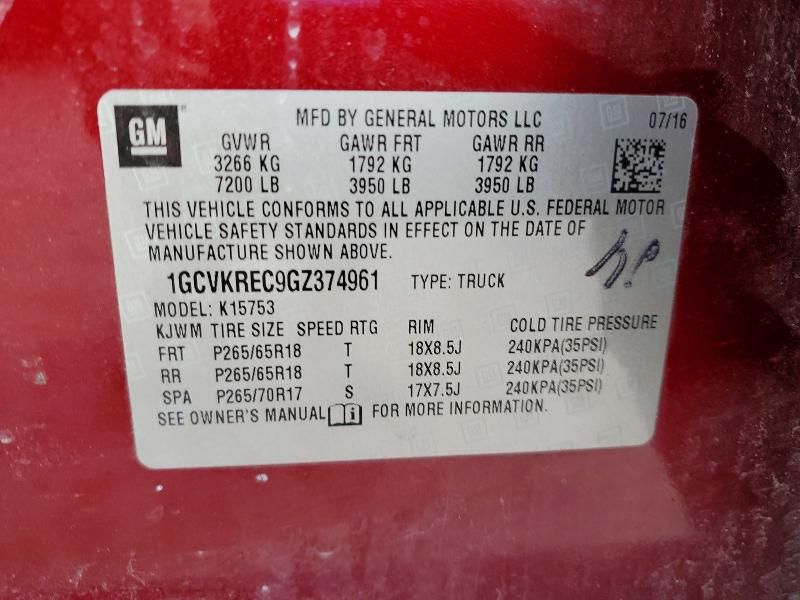 GM
MFD BY GENERAL MOTORS LLC 07/16
GVWR GAWR FRT GAWR RR
3266 KG 1792 KG 1792 KG
7200 LB 3950 LB 3950 LB
THIS VEHICLE CONFORMS TO ALL APPLICABLE U.S. FEDERAL MOTOR
VEHICLE SAFETY STANDARDS IN EFFECT ON THE DATE OF
MANUFACTURE SHOWN ABOVE.
1GCVKREC9GZ374961 TYPE: TRUCK
MODEL: K15753
KJWM TIRE SIZE SPEED RTG RIM COLD TIRE PRESSURE
FRT P265/65R18 T 18X8.5J 240KPA(35PSI)
RR P265/65R18 T 18X8.5J 240KPA(35PSI)
SPA P265/70R17 S 17X7.5J 240KPA(35PSI)
SEE OWNER'S MANUAL FOR MORE INFORMATION.